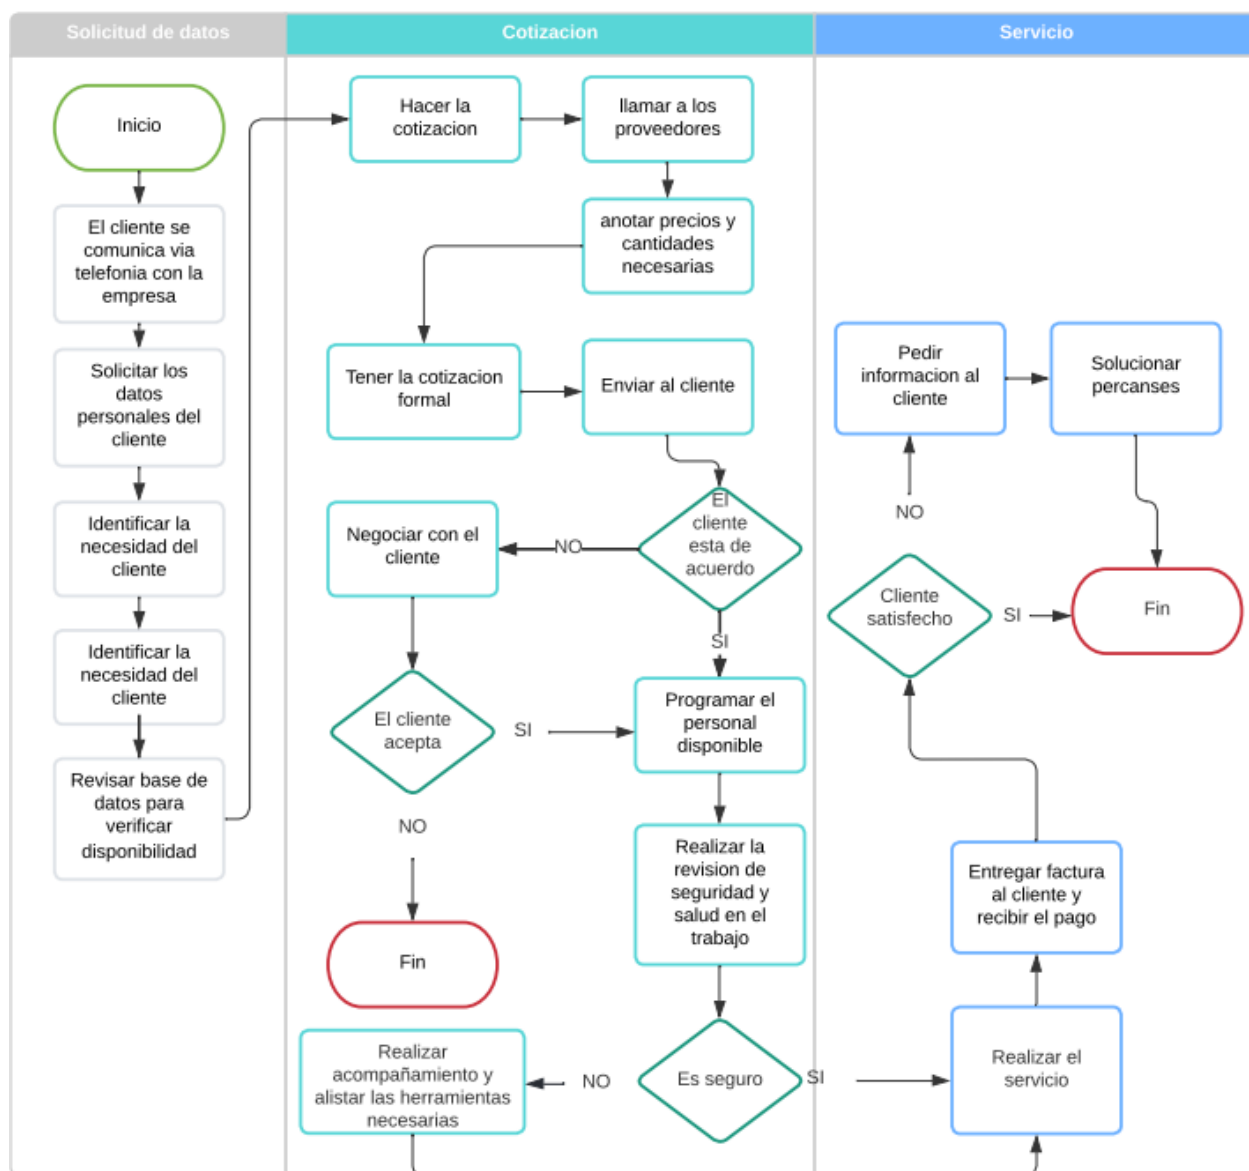 Solicitud de datos
Cotizacion
Servicio
Inicio
El cliente se
comunica via
telefonia con la
empresa
Solicitar los
datos
personales del
cliente
Identificar la
necesidad del
cliente
Identificar la
necesidad del
cliente
Revisar base de
datos para
verificar
disponibilidad
Hacer la
cotizacion
llamar a los
proveedores
anotar precios y
cantidades
necesarias
Tener la cotizacion
formal
Enviar al cliente
El
cliente
esta de
acuerdo
NO
Negociar con el
cliente
SI
El cliente
acepta
SI
Programar el
personal
disponible
NO
Fin
Realizar la
revision de
seguridad y
salud en el
trabajo
Es seguro
NO
Realizar
acompañamiento y
alistar las herramientas
necesarias
SI
Realizar el
servicio
Entregar factura
al cliente y
recibir el pago
Cliente
satisfecho
SI
Fin
NO
Pedir
informacion al
cliente
Solucionar
percanses